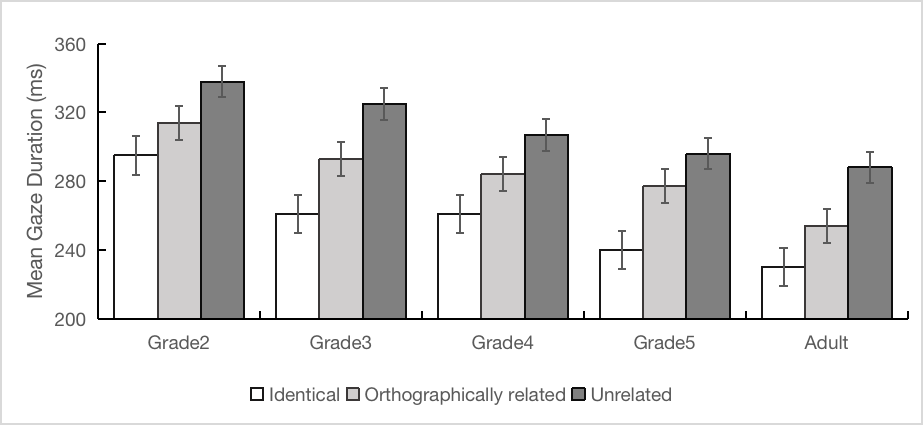 Mean Gaze Duration (ms)
360
320
280
240
200
Grade2 Grade3 Grade4 Grade5 Adult
Identical Orthographically related Unrelated